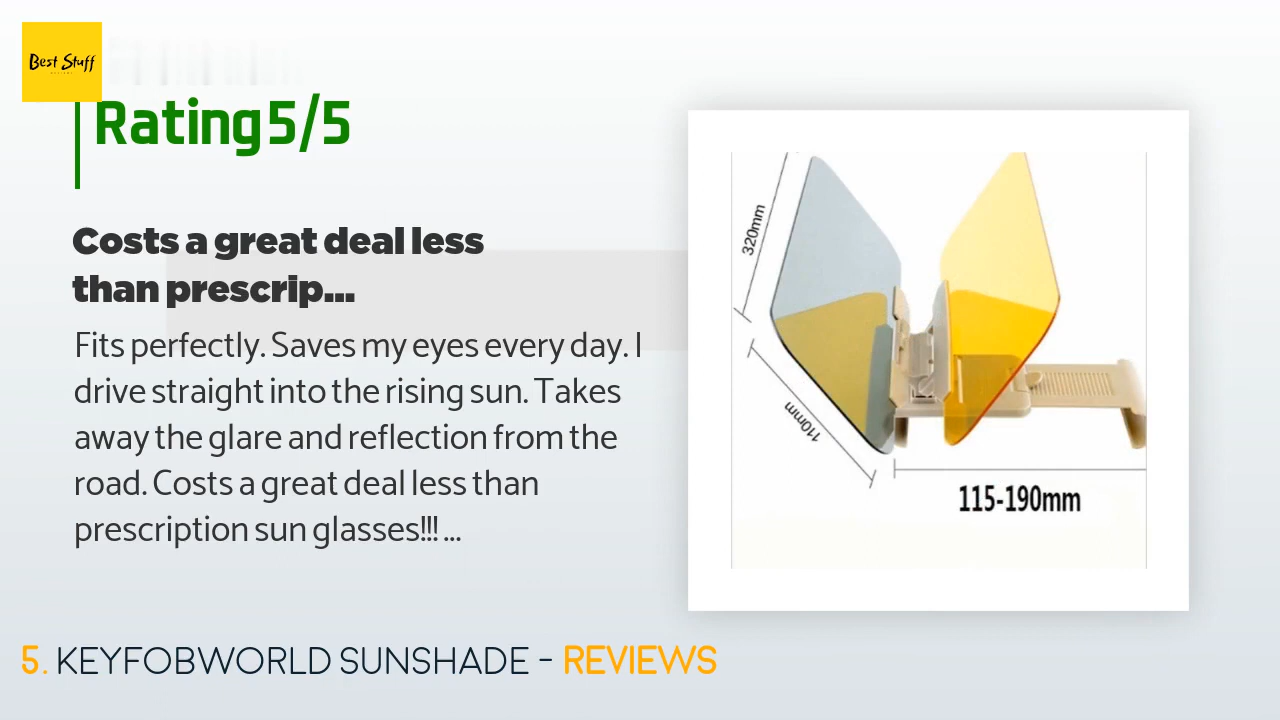 Best Stuff
Rating 5/5
Costs a great deal less
than prescrip...
Fits perfectly. Saves my eyes every day. I
drive straight into the rising sun. Takes
away the glare and reflection from the
road. Costs a great deal less than
prescription sun glasses!!! ...
320mm
110mm
115-190mm
5. KEYFOBWORLD SUNSHADE - REVIEWS